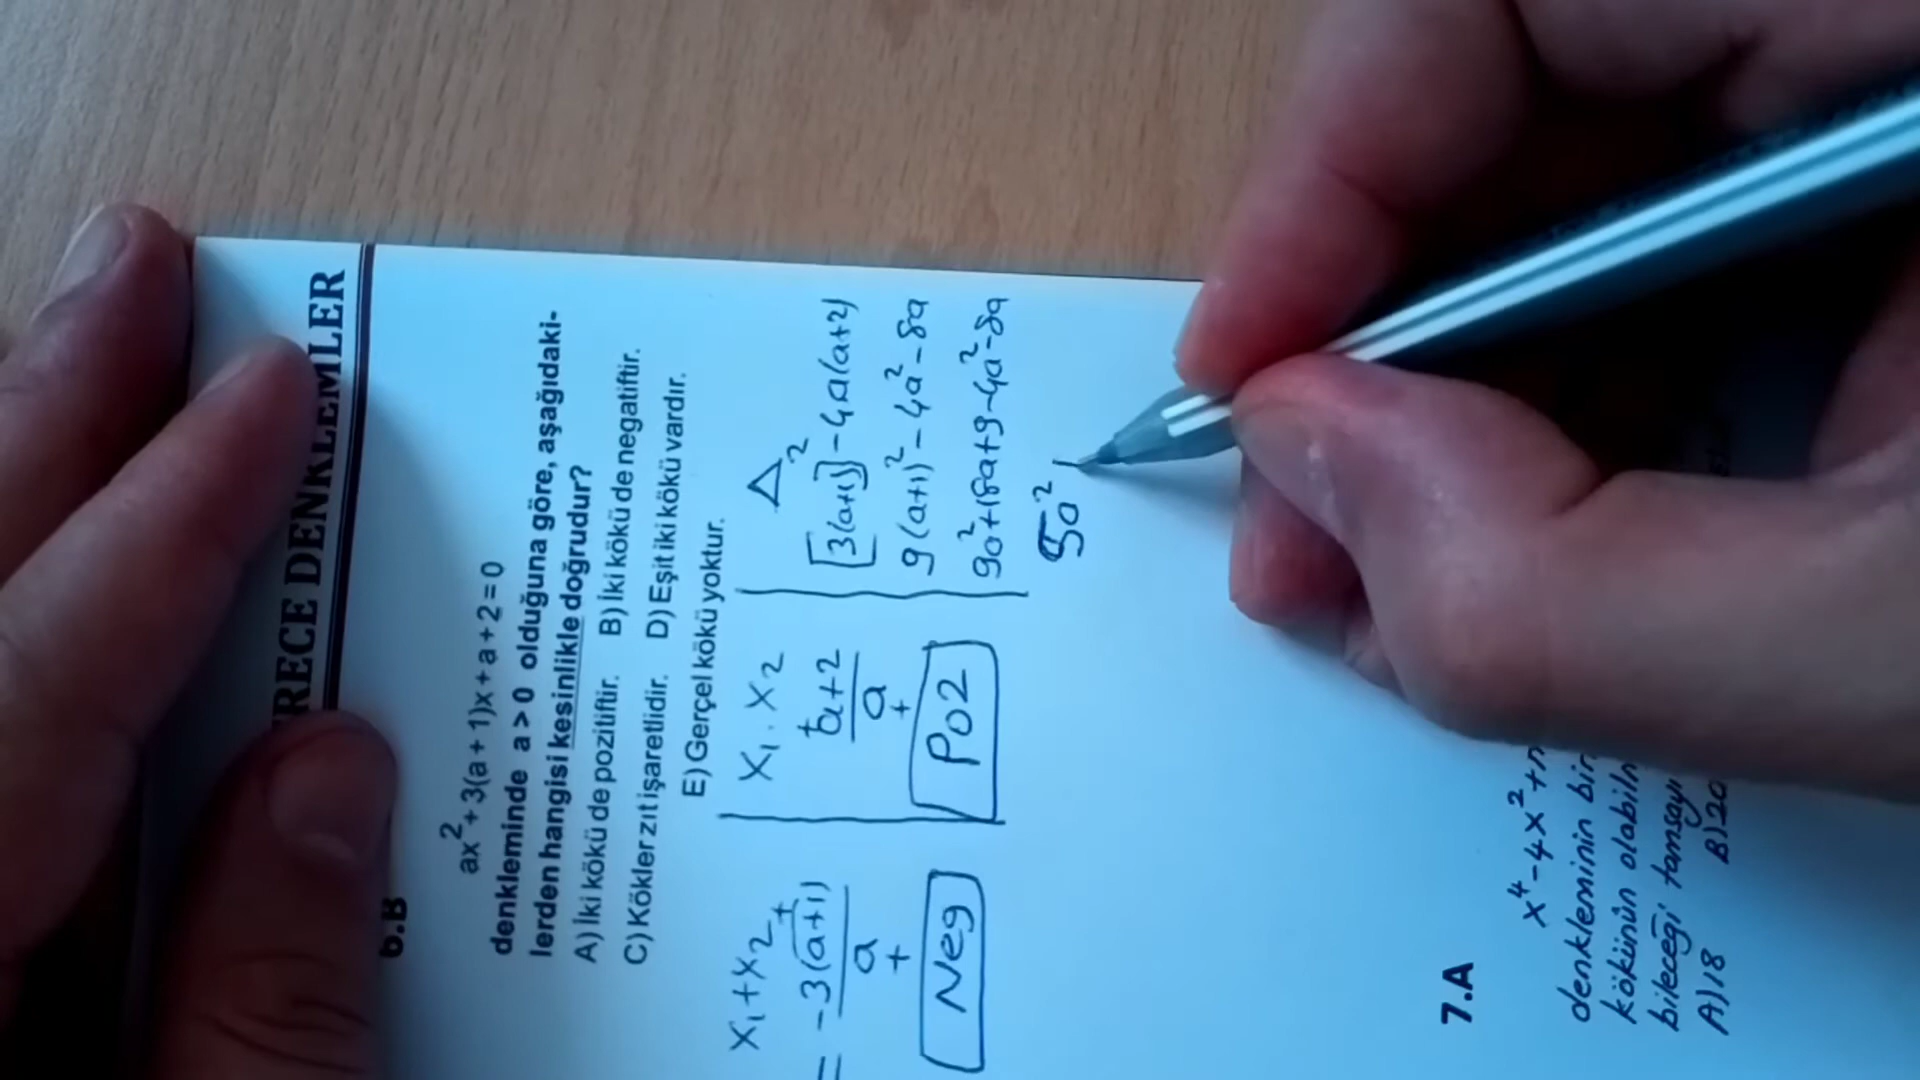 RECE DENKLEMLER
6.B
ax²+3(a+1)x+a+2=0
denkleminde a>0 olduğuna göre, aşağıdaki-
lerden hangisi kesinlikle doğrudur?
A) İki kökü de pozitiftir. B) İki kökü de negatiftir.
C) Kökler zıt işaretlidir. D) Eşit iki kökü vardır.
E) Gerçel kökü yoktur.
x₁+x₂
= -3(a+1)
a
+
Neg
x₁.x₂
a+2
a
+
Poz
Δ
[3(a+1)]²-4a(a+2)
9(a+1)²-4a²-8a
9a²+18a+9-4a²-8a
5a²
7.A
x⁴-4x²+n
denkleminin bir
kökünün olabil
bileceği tamsayı
A)18 B)20